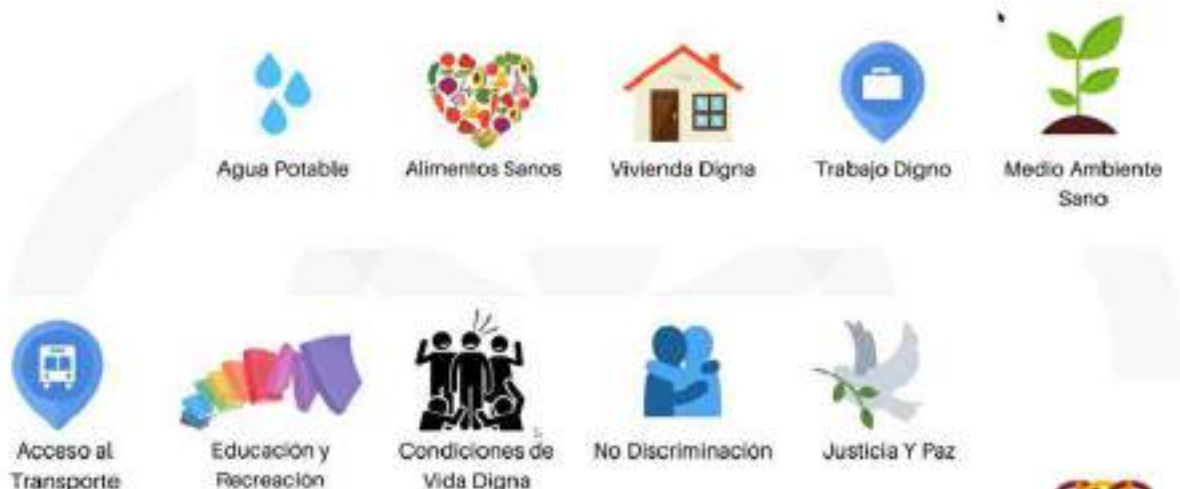 Agua Potable
Alimentos Sanos
Vivienda Digna
Trabajo Digno
Medio Ambiente
Sano
Acceso al
Transporte
Educación y
Recreación
Condiciones de
Vida Digna
No Discriminación
Justicia Y Paz